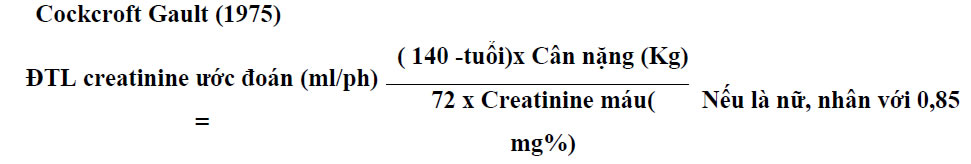 Cockcroft Gault (1975)
( 140 -tuổi)x Cân nặng (Kg)
ĐTL creatinine ước đoán (ml/ph)
72 x Creatinine máu( Nếu là nữ, nhân với 0,85
=
mg%)